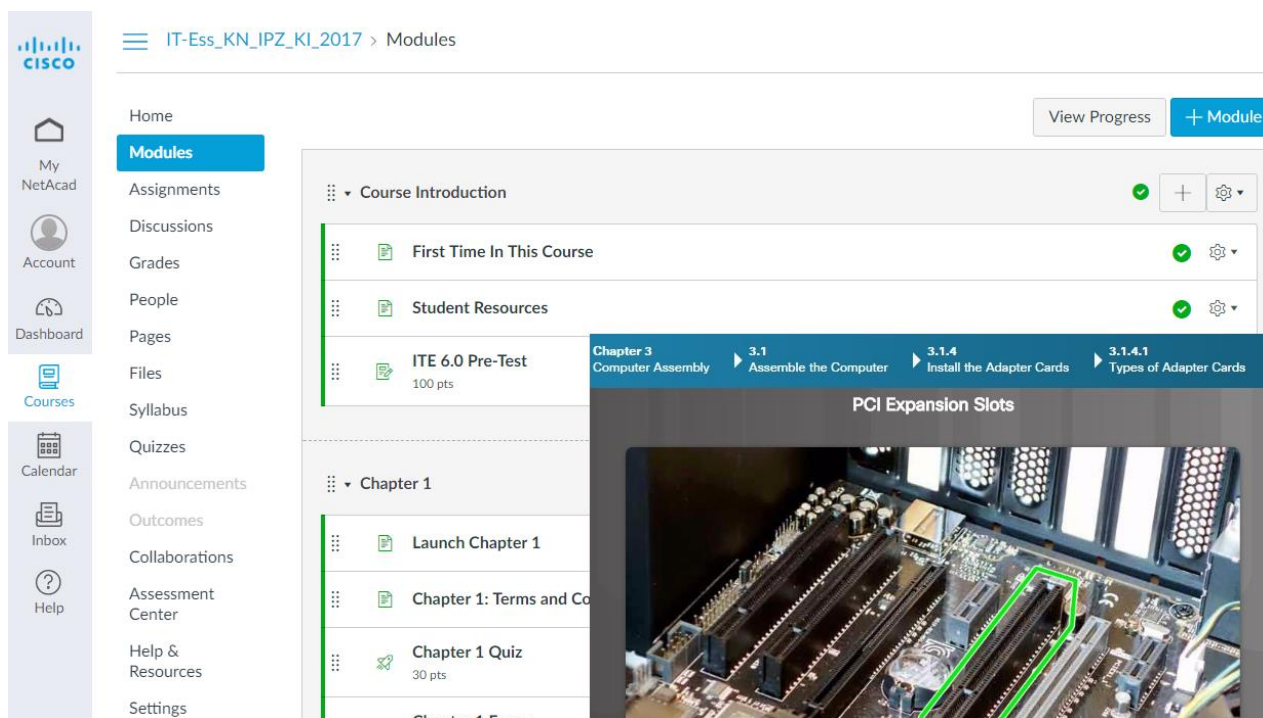 CISCO
IT-Ess_KN_IPZ_KI_2017 > Modules
My
NetAcad
Account
Dashboard
Courses
Calendar
Inbox
Help
Home
Modules
Assignments
Discussions
Grades
People
Pages
Files
Syllabus
Quizzes
Announcements
Outcomes
Collaborations
Assessment
Center
Help &
Resources
Settings
View Progress
+ Module
Course Introduction
First Time In This Course
Student Resources
ITE 6.0 Pre-Test
100 pts
Chapter 1
Launch Chapter 1
Chapter 1: Terms and Co
Chapter 1 Quiz
30 pts
Chapter 3
Computer Assembly
3.1
Assemble the Computer
3.1.4
Install the Adapter Cards
3.1.4.1
Types of Adapter Cards
PCI Expansion Slots